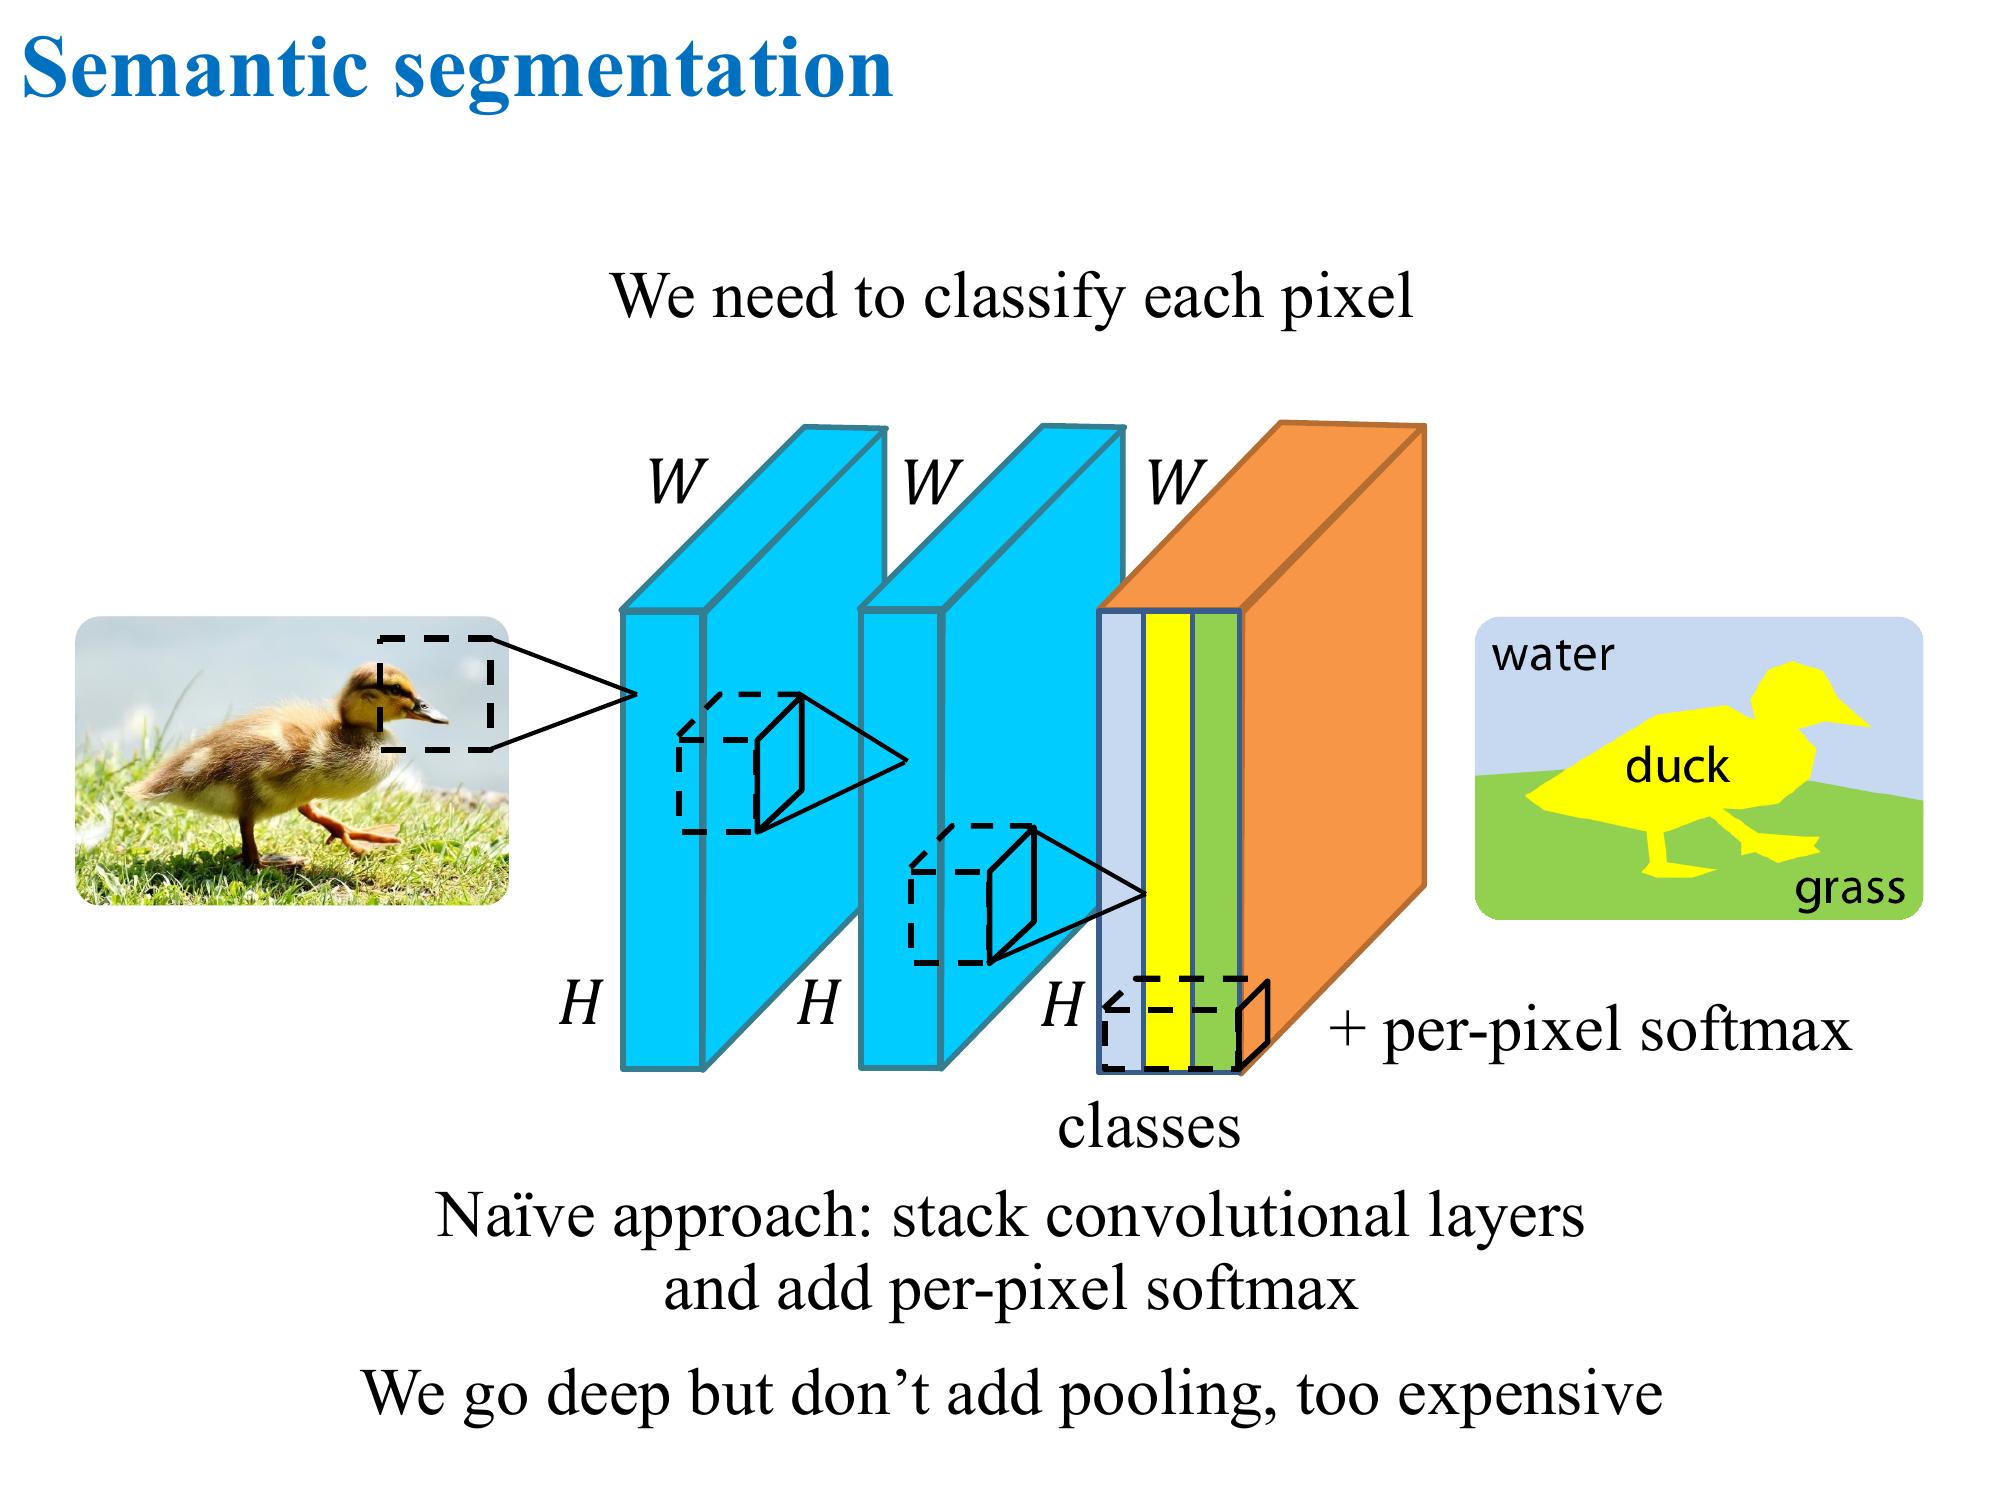 Semantic segmentation
We need to classify each pixel
W
W
W
water
duck
grass
H
H
H
+ per-pixel softmax
classes
Naïve approach: stack convolutional layers
and add per-pixel softmax
We go deep but don’t add pooling, too expensive